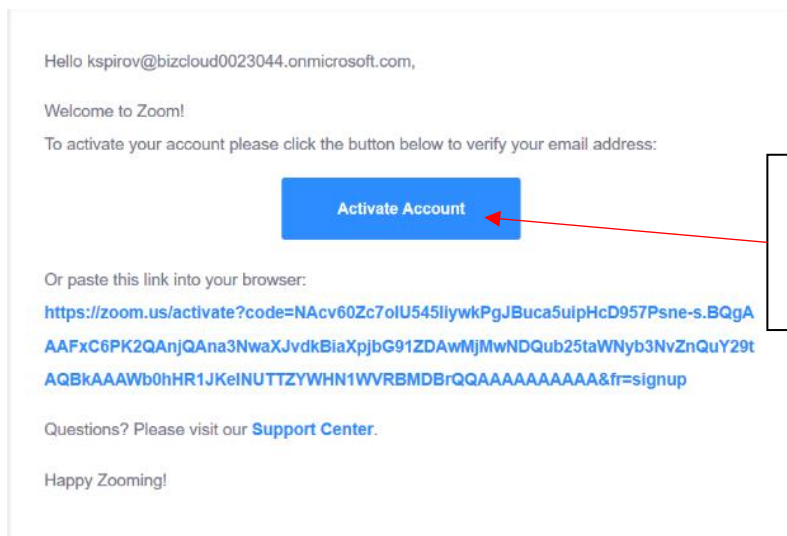 Hello kspirov@bizcloud0023044.onmicrosoft.com,
Welcome to Zoom!
To activate your account please click the button below to verify your email address:
Activate Account
Or paste this link into your browser:
https://zoom.us/activate?code=NAcv60Zc7oIU545IiywkPgJBuca5uipHcD957Psne-s.BQgA
AAFxC6PK2QAnjQAna3NwaXJvdkBiaXpjbG91ZDAwMjMwNDQub25taWNyb3NvZnQuY29t
AQBkAAAWb0hHR1JKelNUTTZYWHN1WVRBMDBrQQAAAAAAAAAA&fr=signup
Questions? Please visit our Support Center.
Happy Zooming!